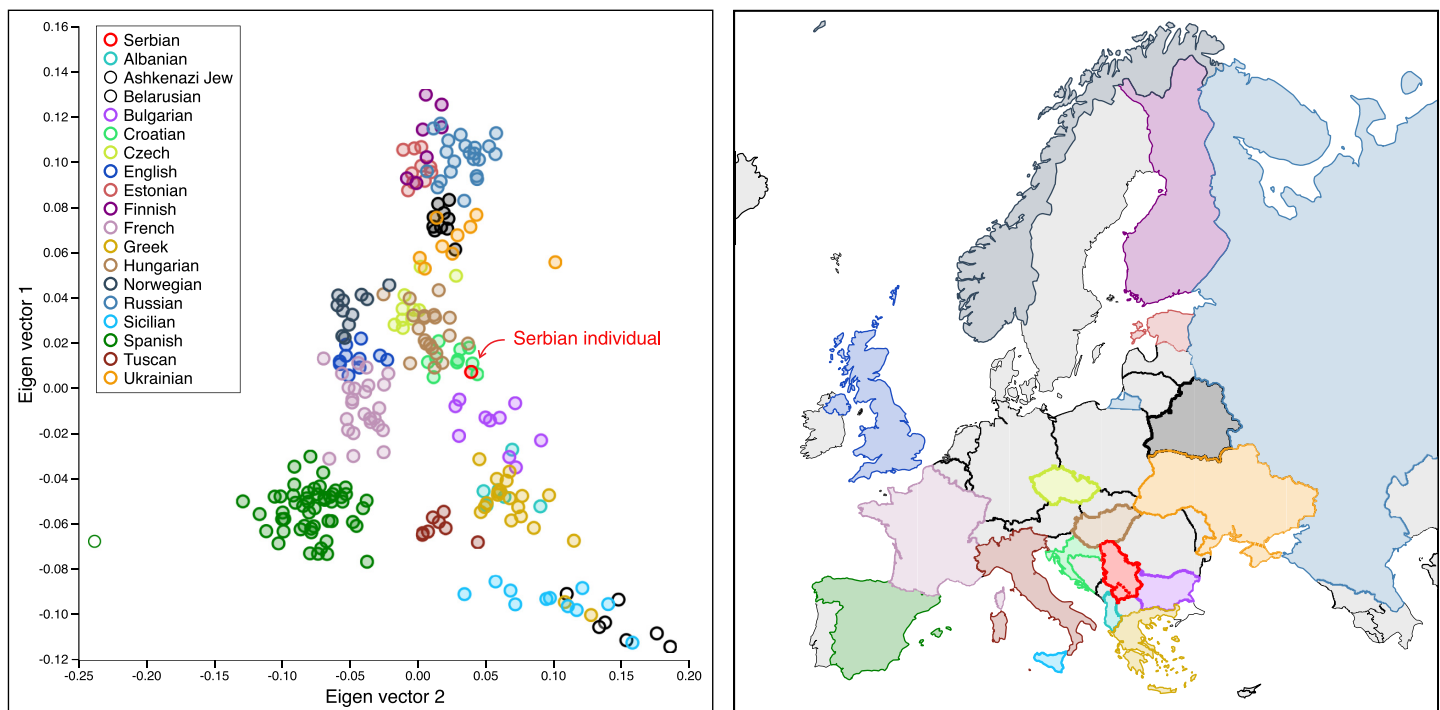 0.16
0.14
0.12
0.10
0.08
0.06
0.04
0.02
0.00
-0.02
-0.04
-0.06
-0.08
-0.10
-0.12
Eigen vector 1
Serbian
Albanian
Ashkenazi Jew
Belarusian
Bulgarian
Croatian
Czech
English
Estonian
Finnish
French
Greek
Hungarian
Norwegian
Russian
Sicilian
Spanish
Tuscan
Ukrainian
Serbian individual
-0.25
-0.20
-0.15
-0.10
-0.05
-0.00
0.05
0.10
0.15
0.20
Eigen vector 2